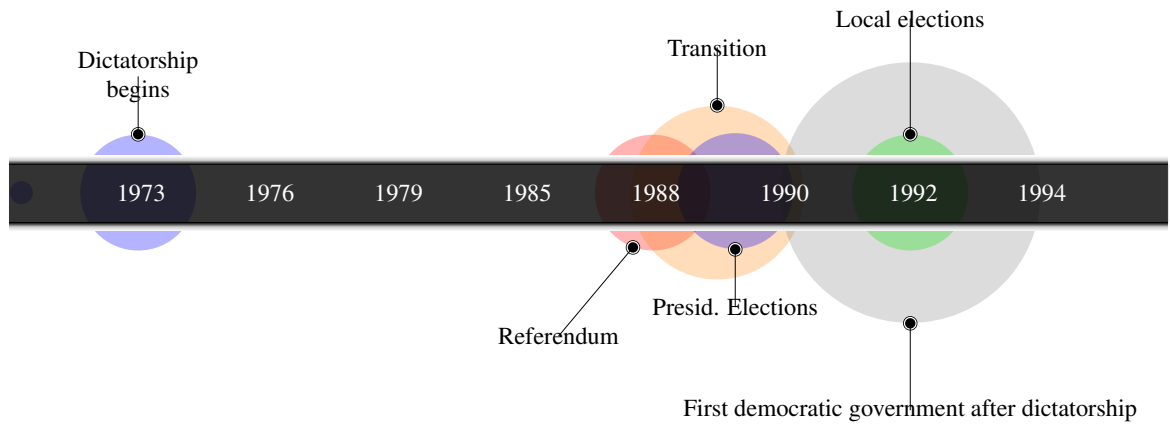 Local elections
Transition
Dictatorship
begins
1973 1976 1979 1985 1988 1990 1992 1994
Presid. Elections
Referendum
First democratic government after dictatorship